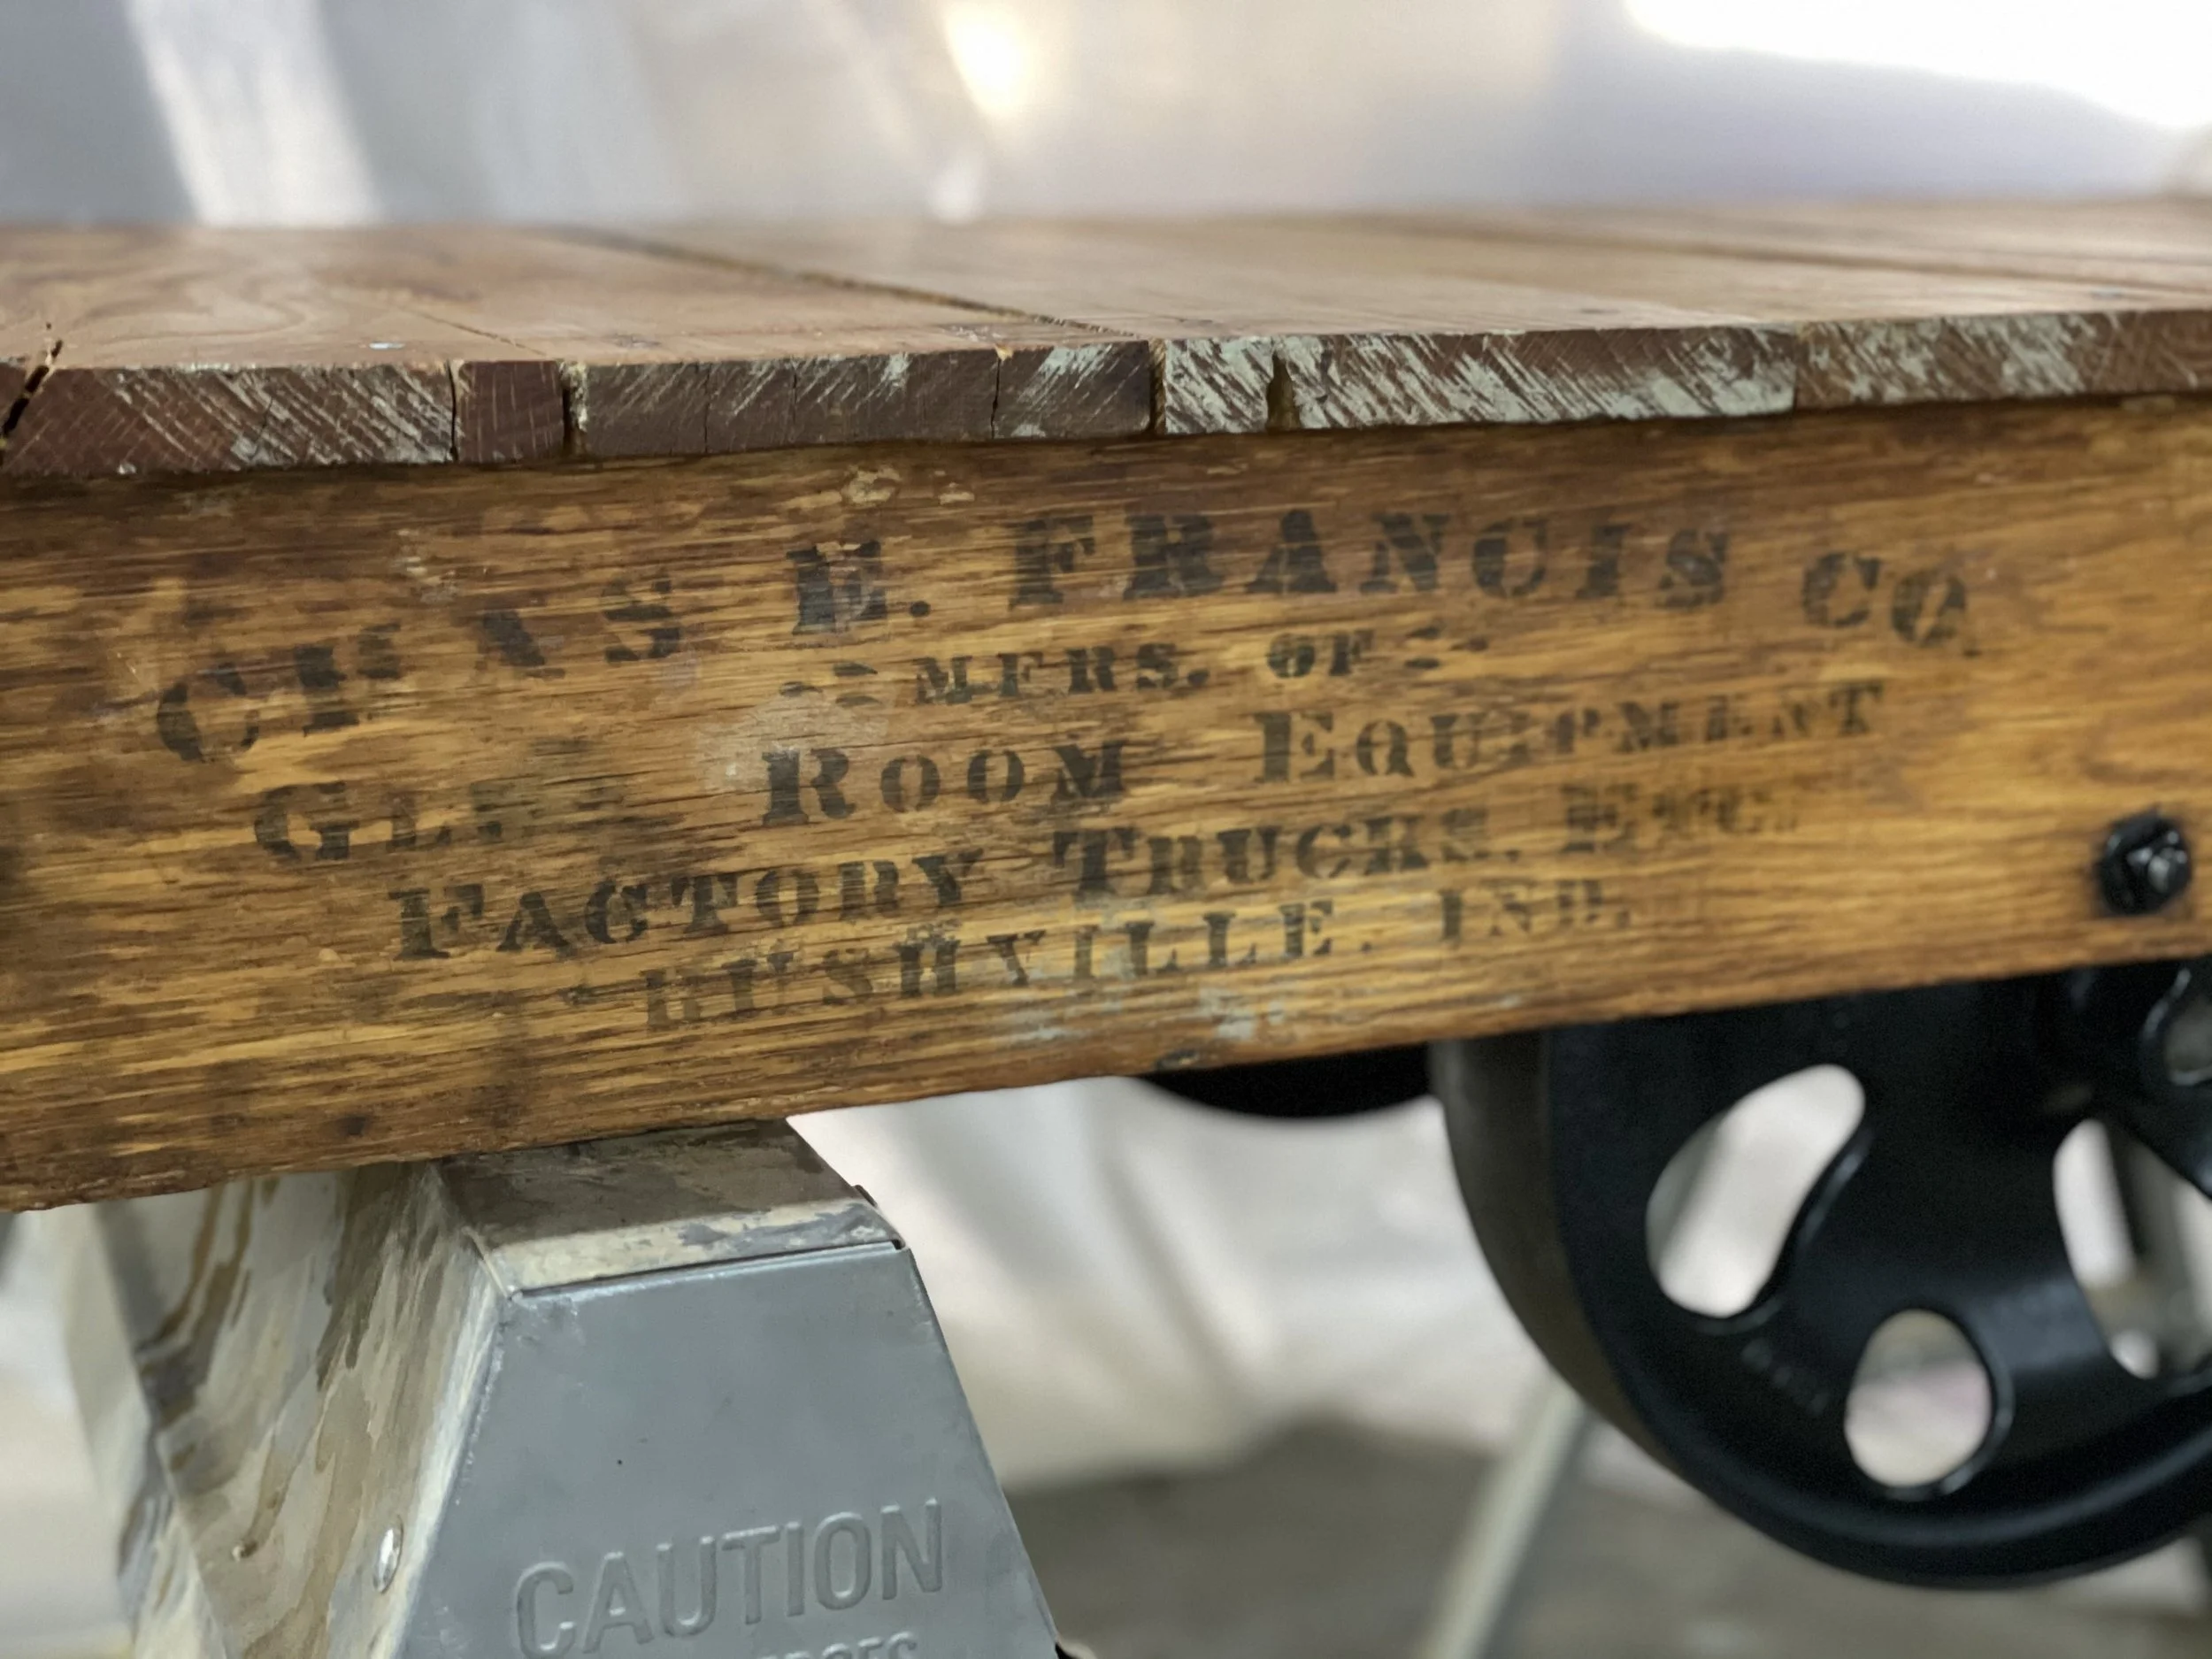 CHAS E. FRANCIS CO.
MFRS. OF
ROOM EQUIPMENT
FACTORY TRUCKS. ETC.
RUSHVILLE. IND.
CAUTION